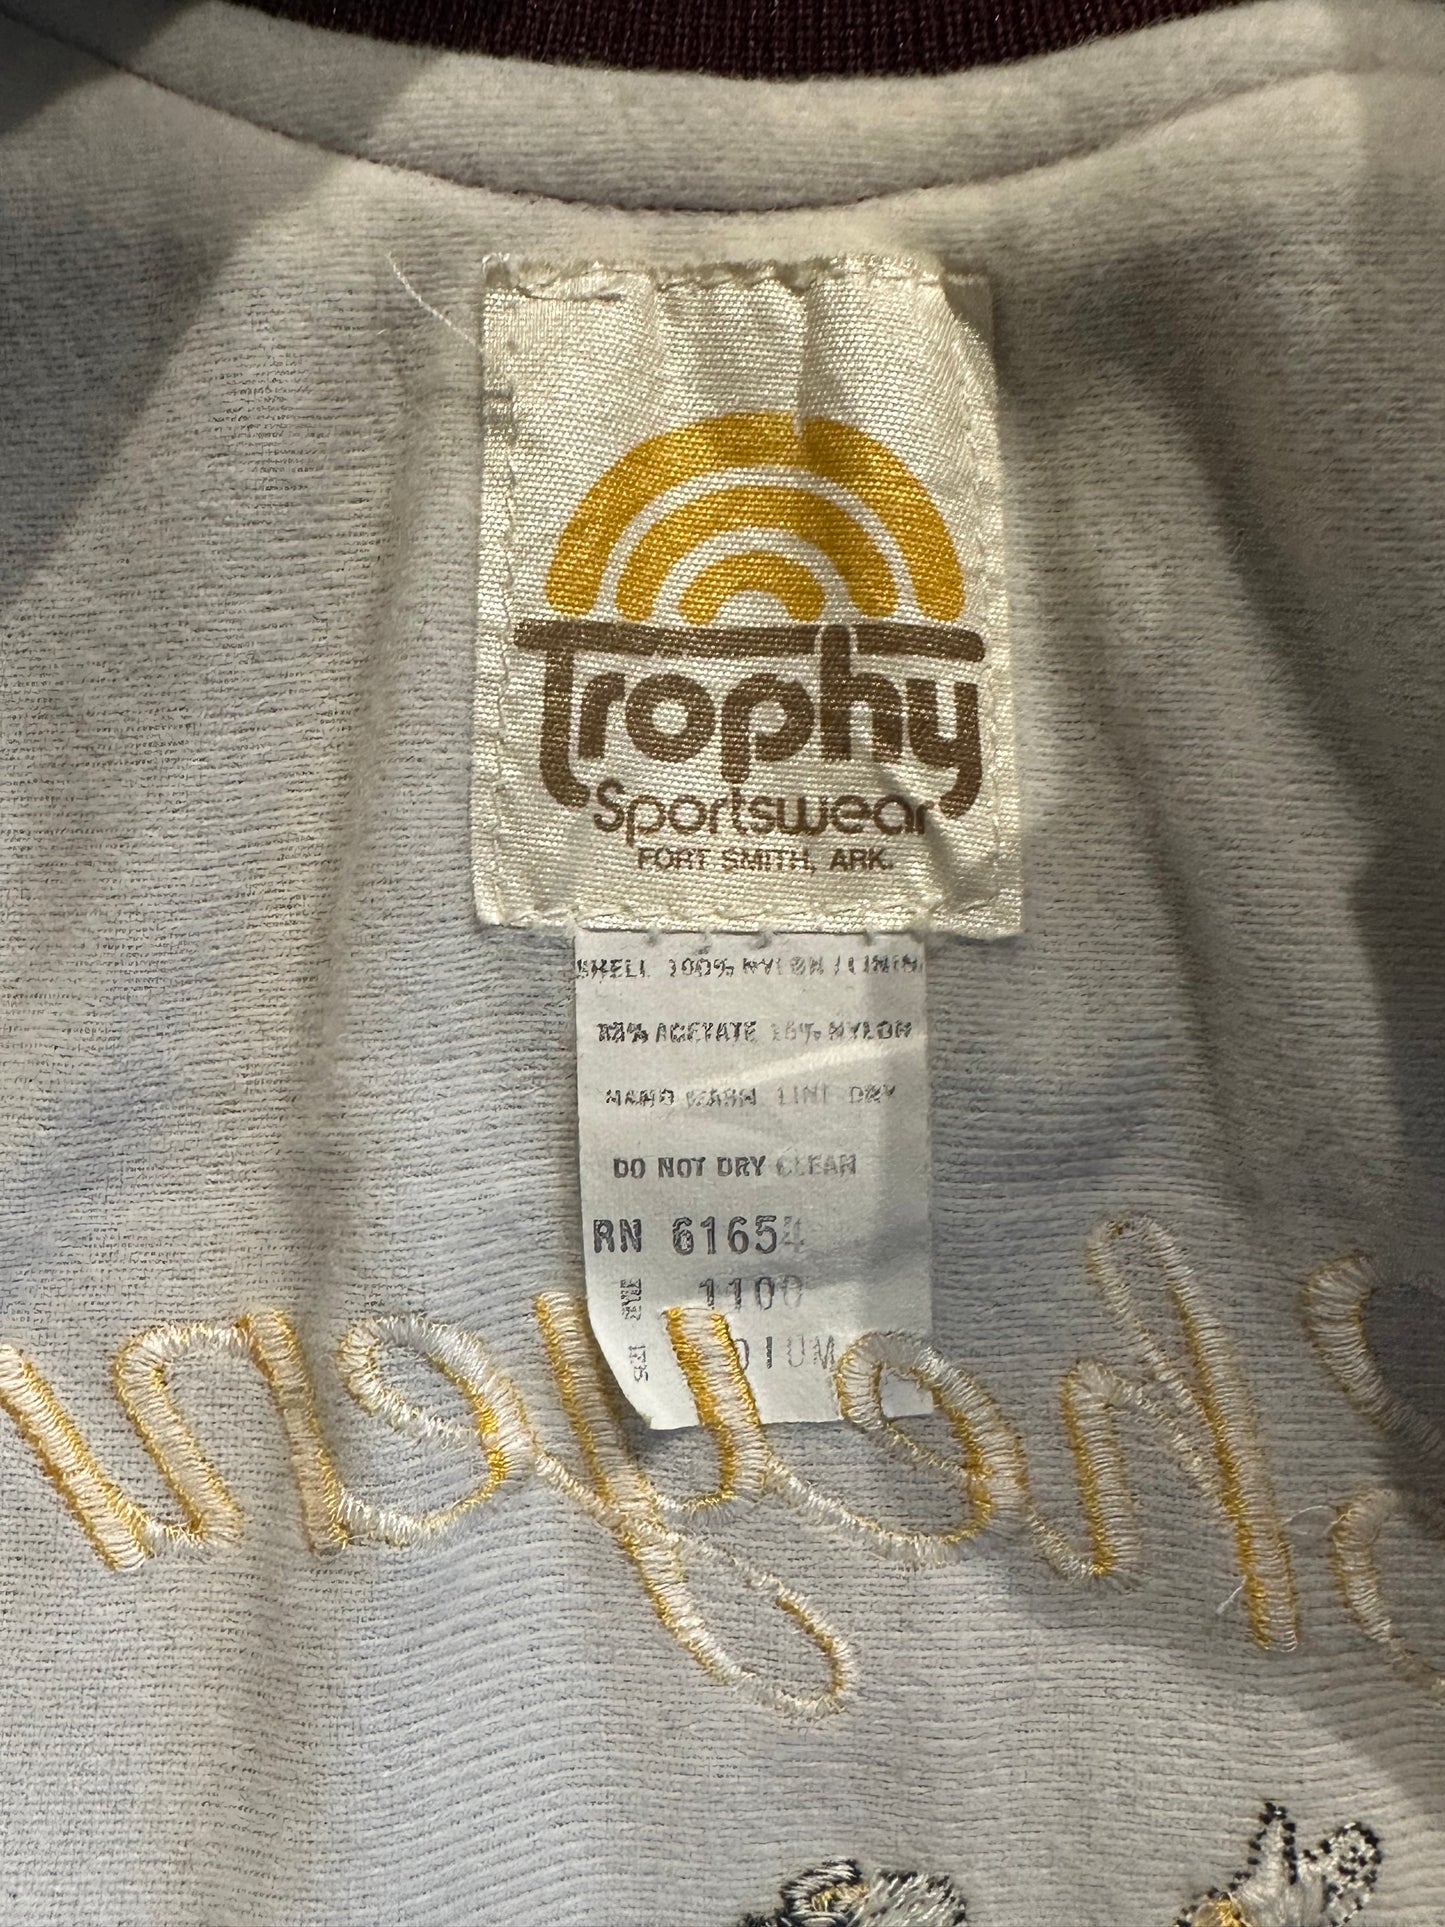 Trophy
Sportswear
FORT SMITH, ARK.
SHELL 100% NYLON LINING
ACETATE NYLON
HAND WASH LINE DRY
DO NOT DRY CLEAN
RN 61654
1100
MEDIUM